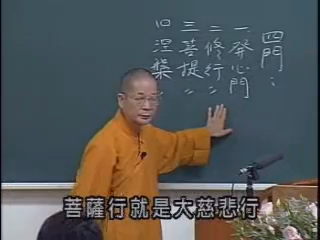 四門：
一發心門
二修行〃
三菩提〃
四涅槃
菩薩行就是大慈悲行